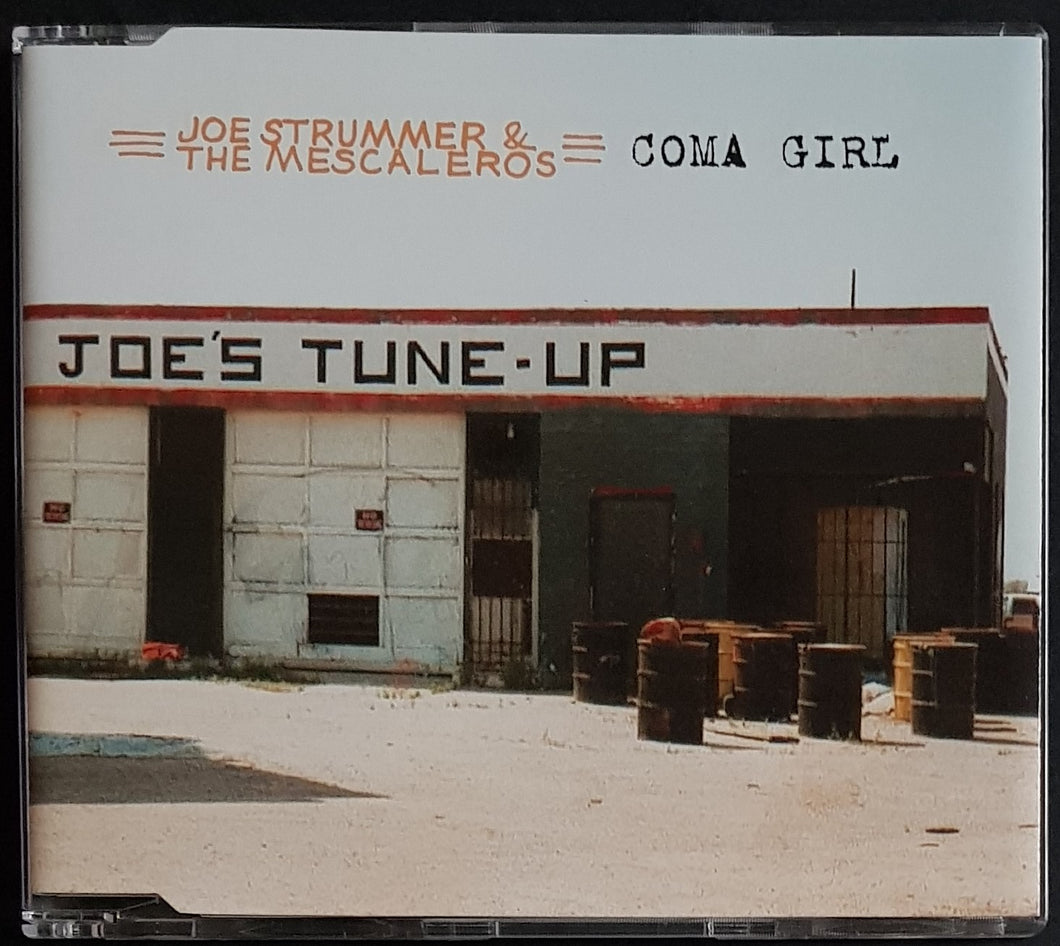 JOE STRUMMER &
THE MESCALEROS
COMA GIRL
JOE'S TUNE-UP